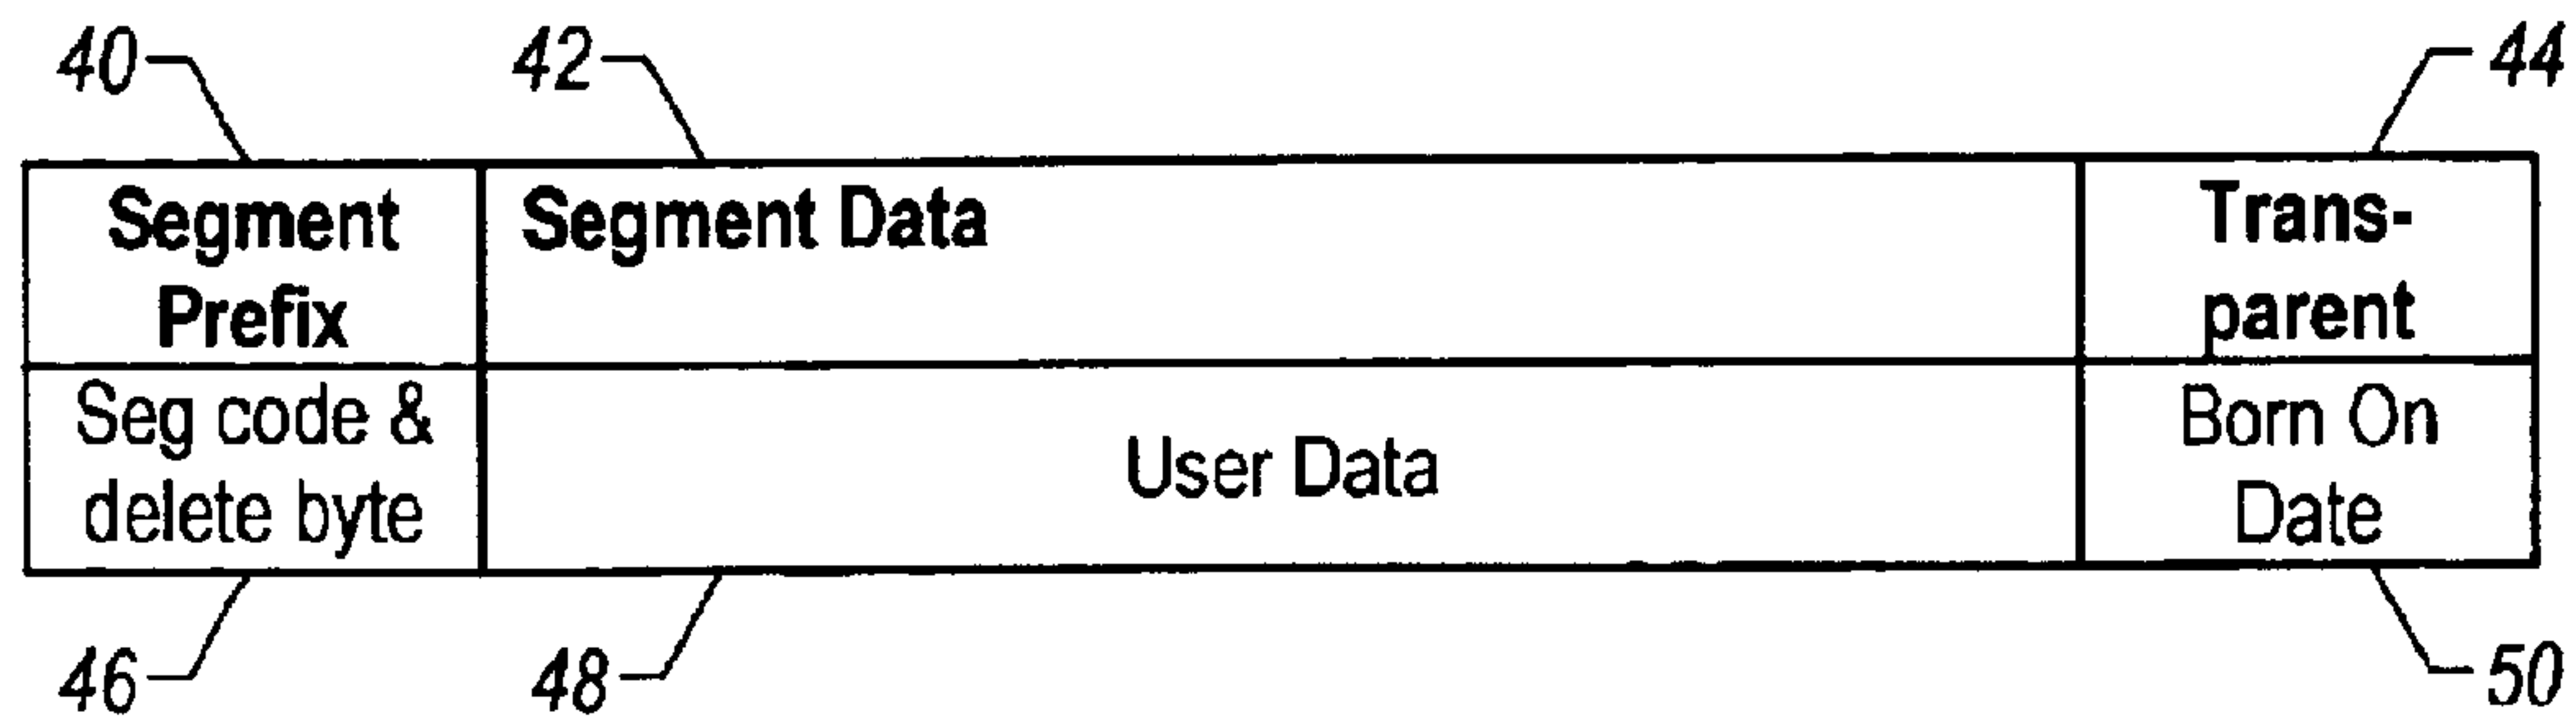 40
42
44
Segment
Prefix
Segment Data
Trans-
parent
Seg code &
delete byte
User Data
Born On
Date
46
48
50